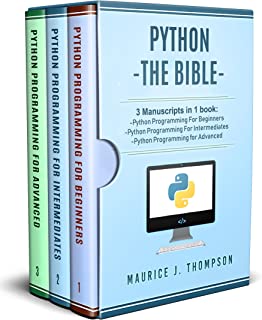 PYTHON
-THE BIBLE-
3 Manuscripts in 1 book:
-Python Programming For Beginners
-Python Programming For Intermediates
-Python Programming for Advanced
MAURICE J. THOMPSON
PYTHON PROGRAMMING FOR ADVANCED
3
PYTHON PROGRAMMING FOR INTERMEDIATES
2
PYTHON PROGRAMMING FOR BEGINNERS
1